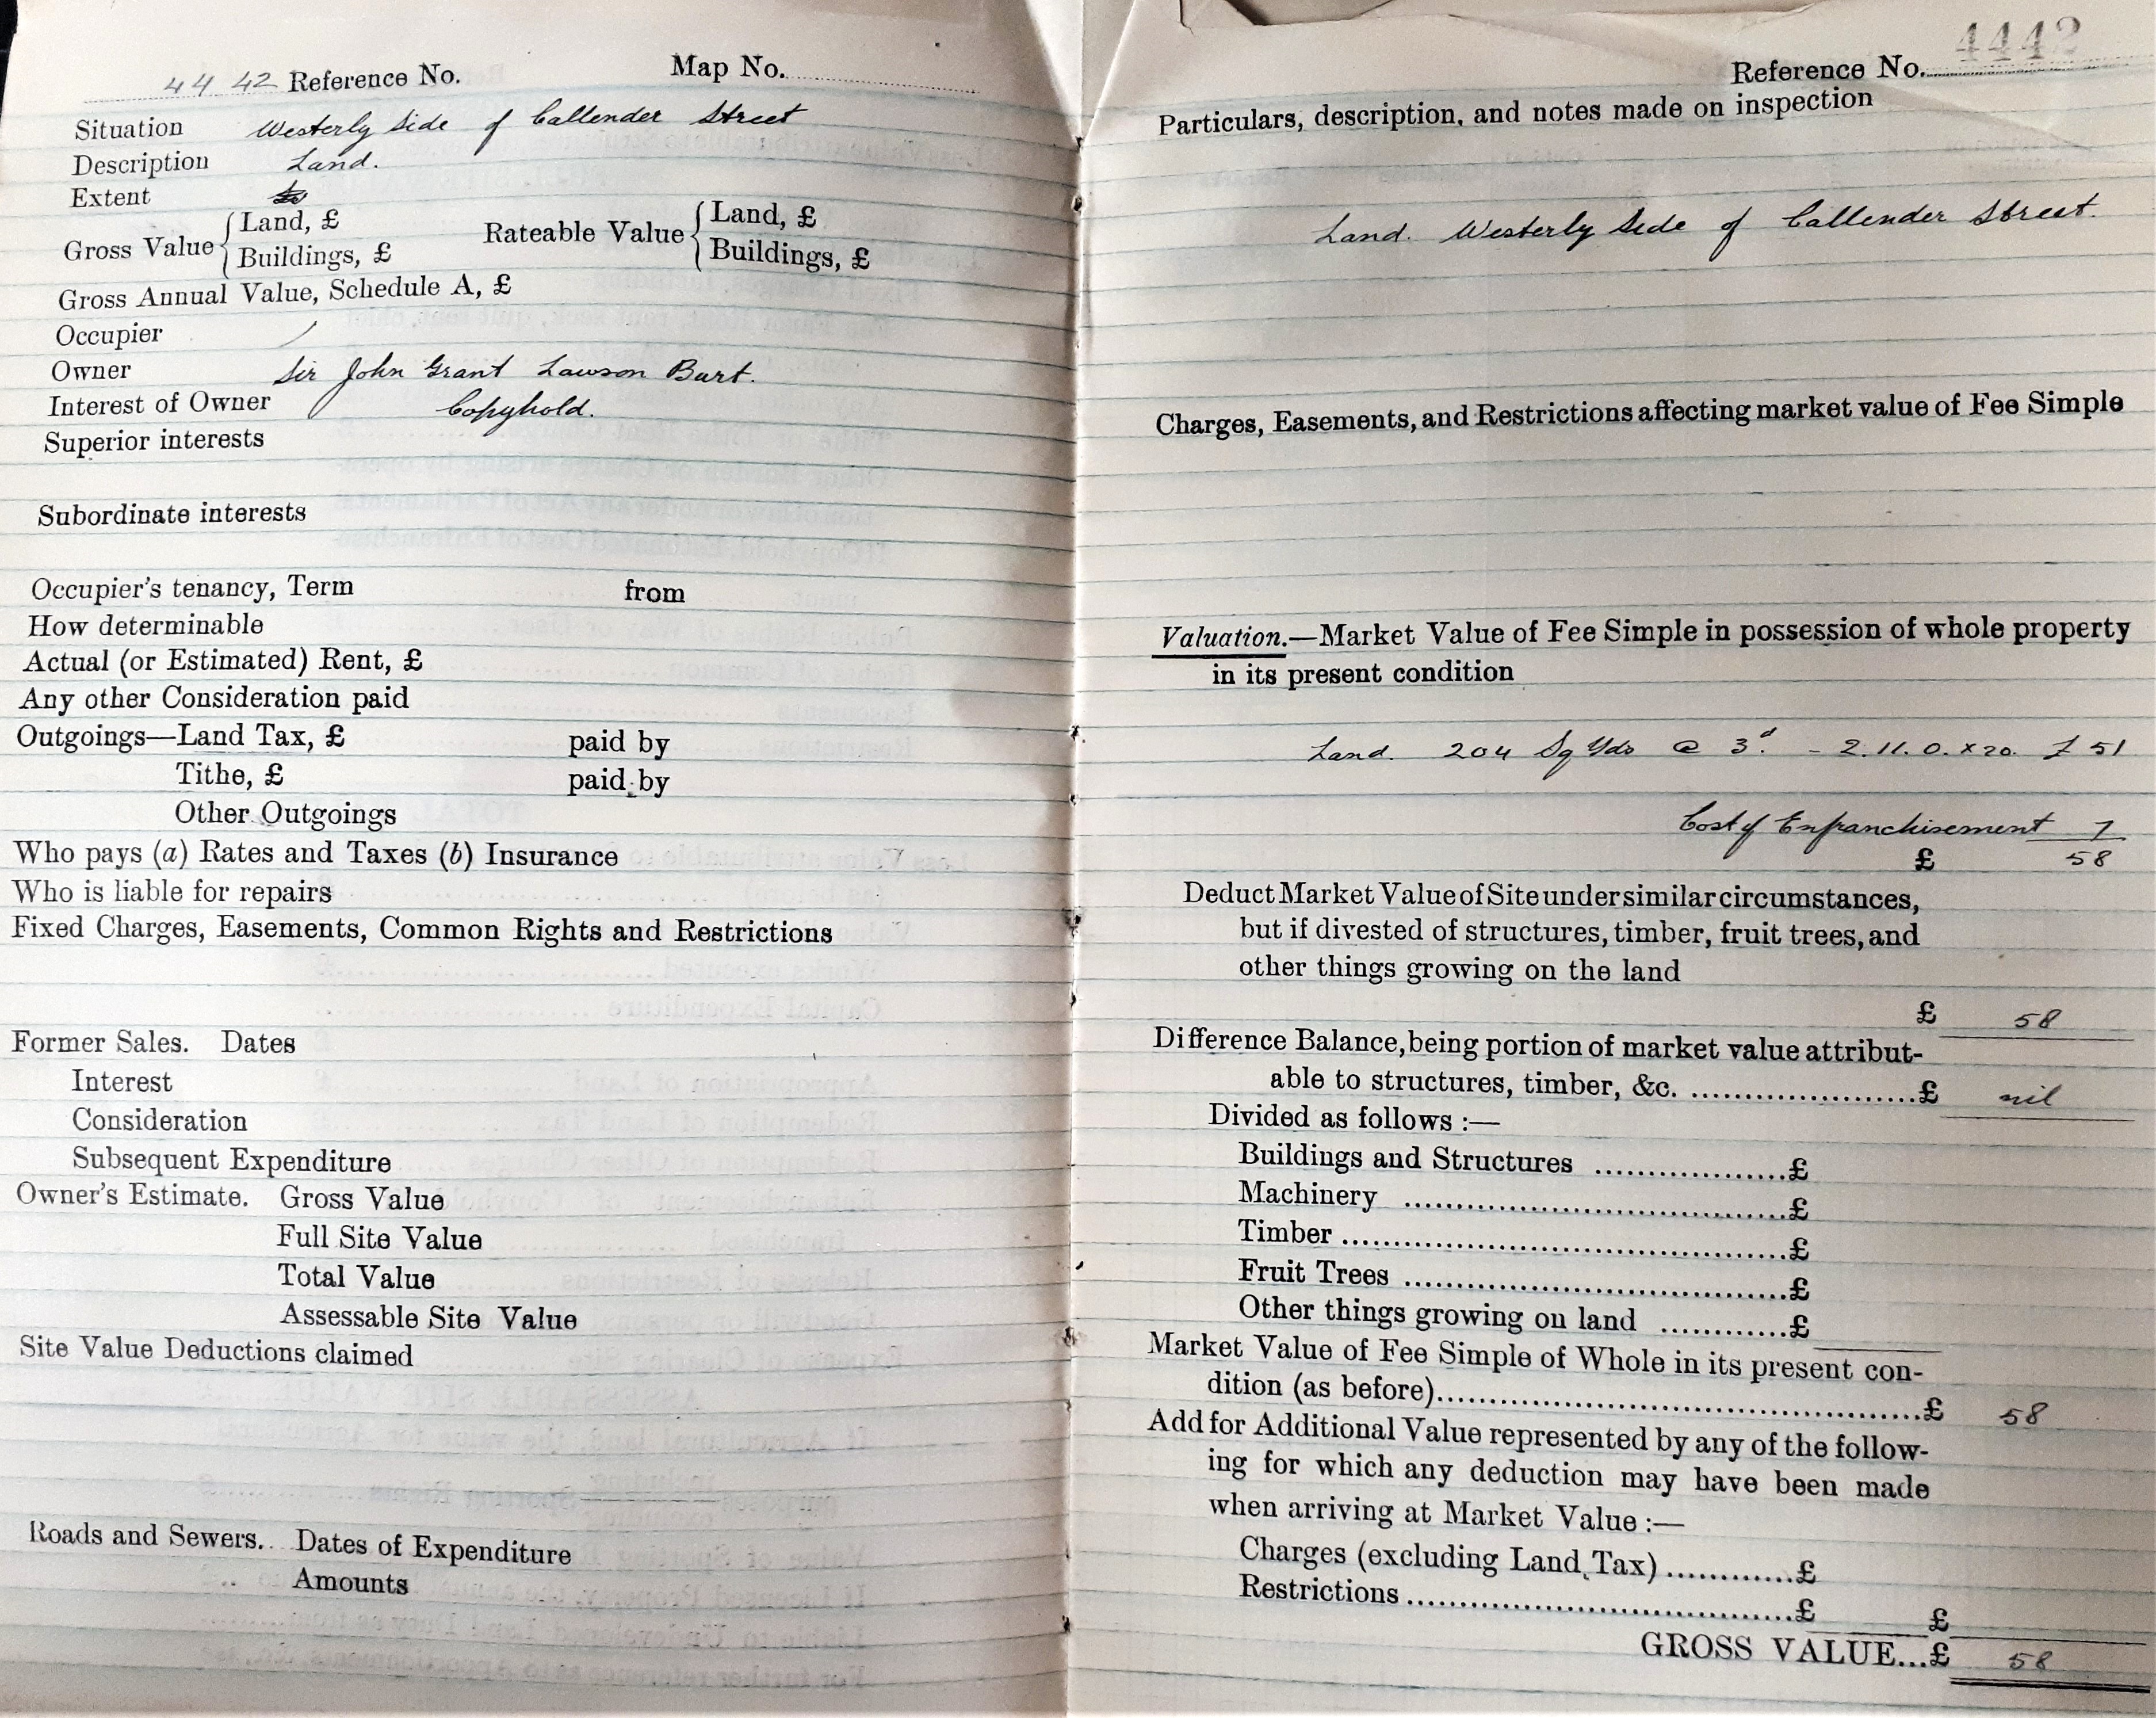 44 42 Reference No. Map No.
Situation Westerly Side of Callender Street
Description Land.
Extent
Gross Value { Land, £ Rateable Value { Land, £
Buildings, £ Buildings, £
Gross Annual Value, Schedule A, £
Occupier
Owner Sir John Grant Lawson Bart.
Interest of Owner Copyhold.
Superior interests
Subordinate interests
Occupier's tenancy, Term from
How determinable
Actual (or Estimated) Rent, £
Any other Consideration paid
Outgoings—Land Tax, £ paid by
Tithe, £ paid by
Other Outgoings
Who pays (a) Rates and Taxes (b) Insurance
Who is liable for repairs
Fixed Charges, Easements, Common Rights and Restrictions
Former Sales. Dates
Interest
Consideration
Subsequent Expenditure
Owner's Estimate. Gross Value
Full Site Value
Total Value
Assessable Site Value
Site Value Deductions claimed
Roads and Sewers. Dates of Expenditure
Amounts
Reference No. 4442
Particulars, description, and notes made on inspection
Land. Westerly Side of Callender Street.
Charges, Easements, and Restrictions affecting market value of Fee Simple
Valuation.—Market Value of Fee Simple in possession of whole property
in its present condition
Land. 204 Sq Yds @ 3d. - 2.11.0. x 20. £ 51
Cost of Enfranchisement 7
£ 58
Deduct Market Value of Site under similar circumstances,
but if divested of structures, timber, fruit trees, and
other things growing on the land
£ 58
Difference Balance, being portion of market value attribut-
able to structures, timber, &c. ......................£ nil
Divided as follows :—
Buildings and Structures ..................£
Machinery ....................................£
Timber ..........................................£
Fruit Trees ....................................£
Other things growing on land ............£
Market Value of Fee Simple of Whole in its present con-
dition (as before)..............................................£ 58
Add for Additional Value represented by any of the follow-
ing for which any deduction may have been made
when arriving at Market Value :—
Charges (excluding Land Tax) ............£
Restrictions ....................................£ £
GROSS VALUE...£ 58